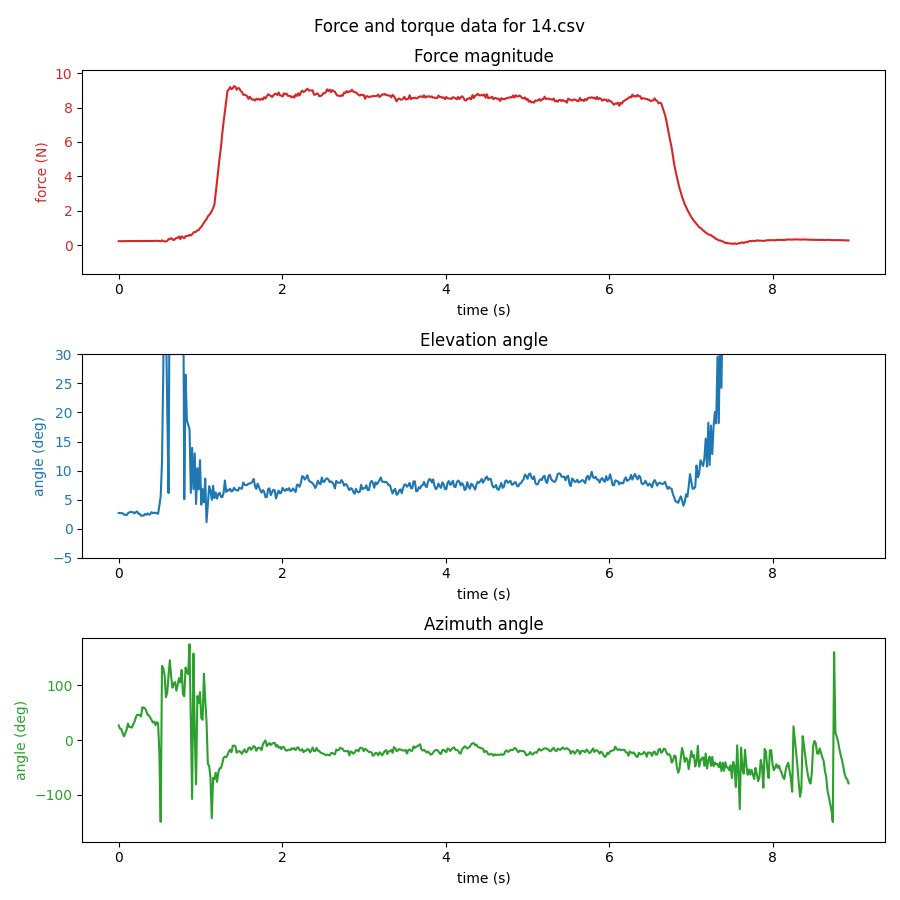 Force and torque data for 14.csv
Force magnitude
10
8
6
4
2
0
force (N)
0 2 4 6 8
time (s)
Elevation angle
30
25
20
15
10
5
0
−5
angle (deg)
0 2 4 6 8
time (s)
Azimuth angle
100
0
−100
angle (deg)
0 2 4 6 8
time (s)